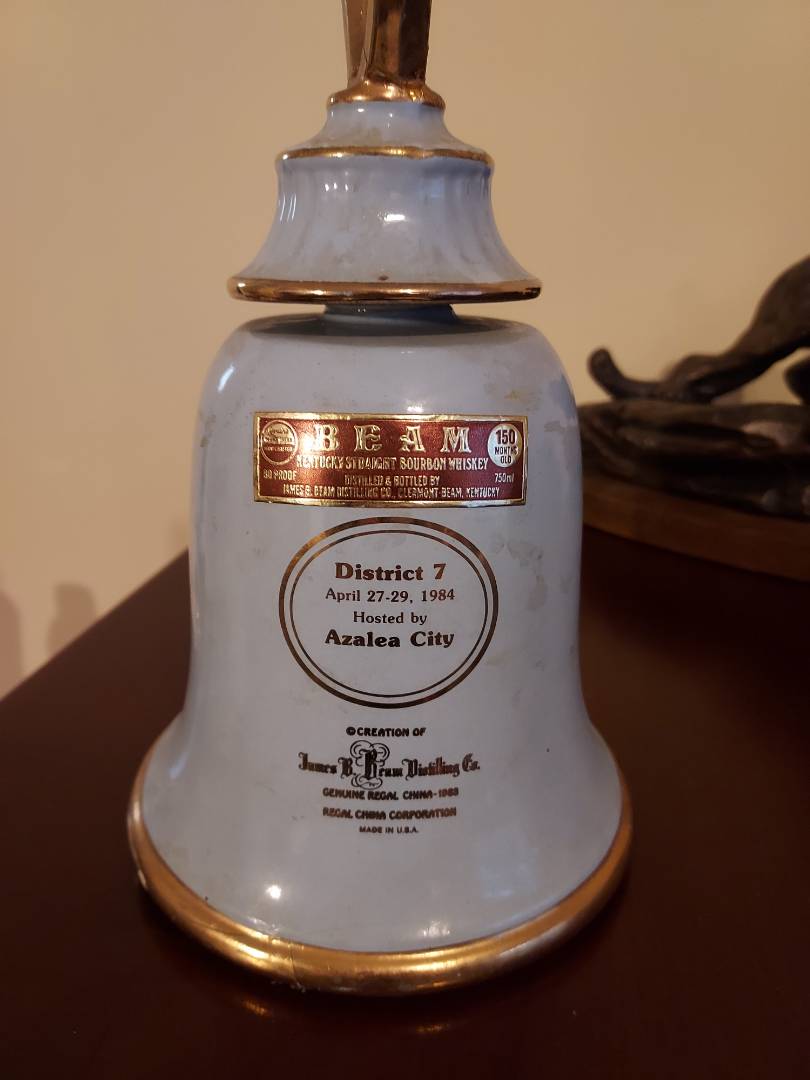 BEAM
150
MONTHS
OLD
KENTUCKY STRAIGHT BOURBON WHISKEY
80 PROOF
DISTILLED & BOTTLED BY
750ml
JAMES B. BEAM DISTILLING CO., CLERMONT-BEAM, KENTUCKY
District 7
April 27-29, 1984
Hosted by
Azalea City
© CREATION OF
James B. Beam Distilling Co.
GENUINE REGAL CHINA-1983
REGAL CHINA CORPORATION
MADE IN U.S.A.